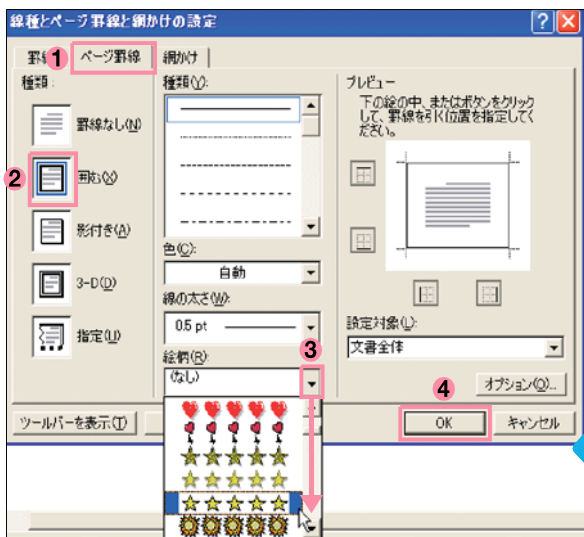 線種とページ罫線と網かけの設定
1
ページ罫線
網かけ
種類:
罫線なし(N)
2
囲む(X)
影付き(A)
3-D(D)
指定(U)
種類(Y):
色(C):
自動
線の太さ(W):
0.5 pt
3
絵柄(R):
(なし)
プレビュー
下の絵の中、またはボタンをクリック
して、罫線を引く位置を指定してく
ださい。
設定対象(L):
文書全体
4
オプション(O)...
ツールバーを表示(T)
OK
キャンセル